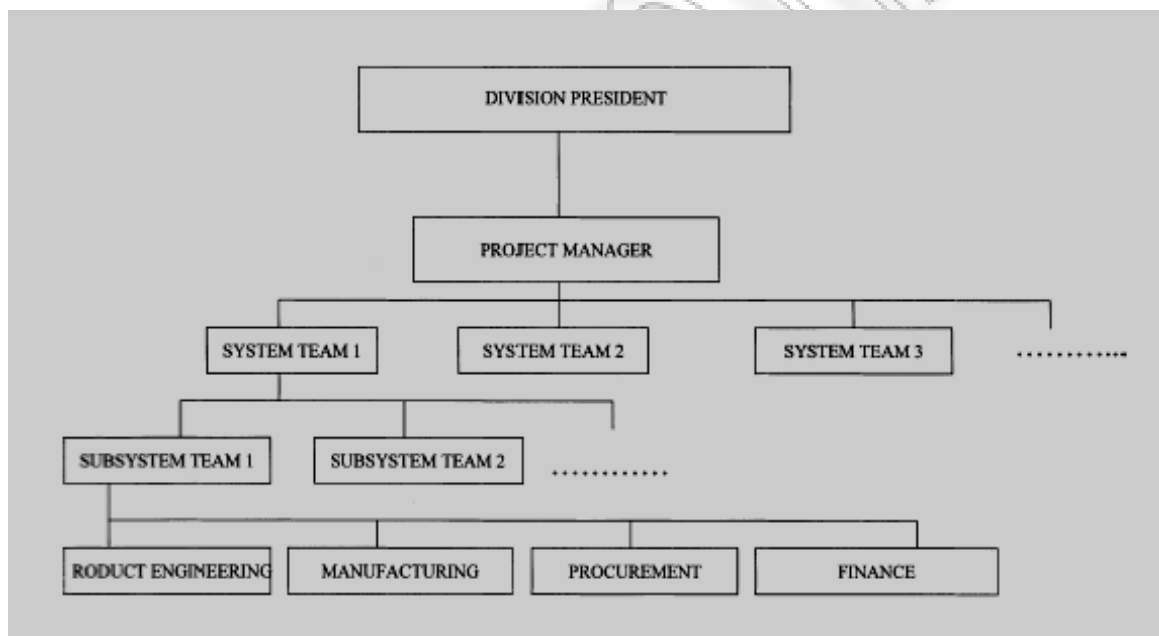 DIVISION PRESIDENT
PROJECT MANAGER
SYSTEM TEAM 1
SYSTEM TEAM 2
SYSTEM TEAM 3
............
SUBSYSTEM TEAM 1
SUBSYSTEM TEAM 2
............
RODUCT ENGINEERING
MANUFACTURING
PROCUREMENT
FINANCE